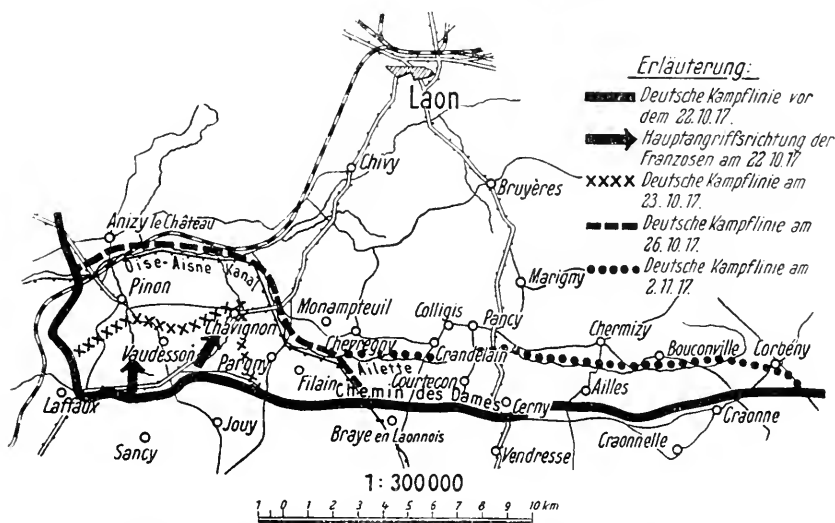 Erläuterung:
Deutsche Kampflinie vor
dem 22.10.17.
Hauptangriffsrichtung der
Franzosen am 22.10.17
Deutsche Kampflinie am
23.10.17.
Deutsche Kampflinie am
26.10.17.
Deutsche Kampflinie am
2.11.17.
Laon
Chivy
Bruyères
Anizy le Château
Oise-Aisne Kanal
Pinon
Marigny
Monampteuil
Colligis
Pancy
Chavignon
Chevregny
Crandelain
Chermizy
Bouconville
Corbény
Vaudesson
Pargny
Filain
Ailette
Courtecon
Ailles
Chemin des Dames
Laffaux
Cerny
Craonne
Jouy
Braye en Laonnois
Craonnelle
Sancy
Vendresse
1:300000
1 0 1 2 3 4 5 6 7 8 9 10 km